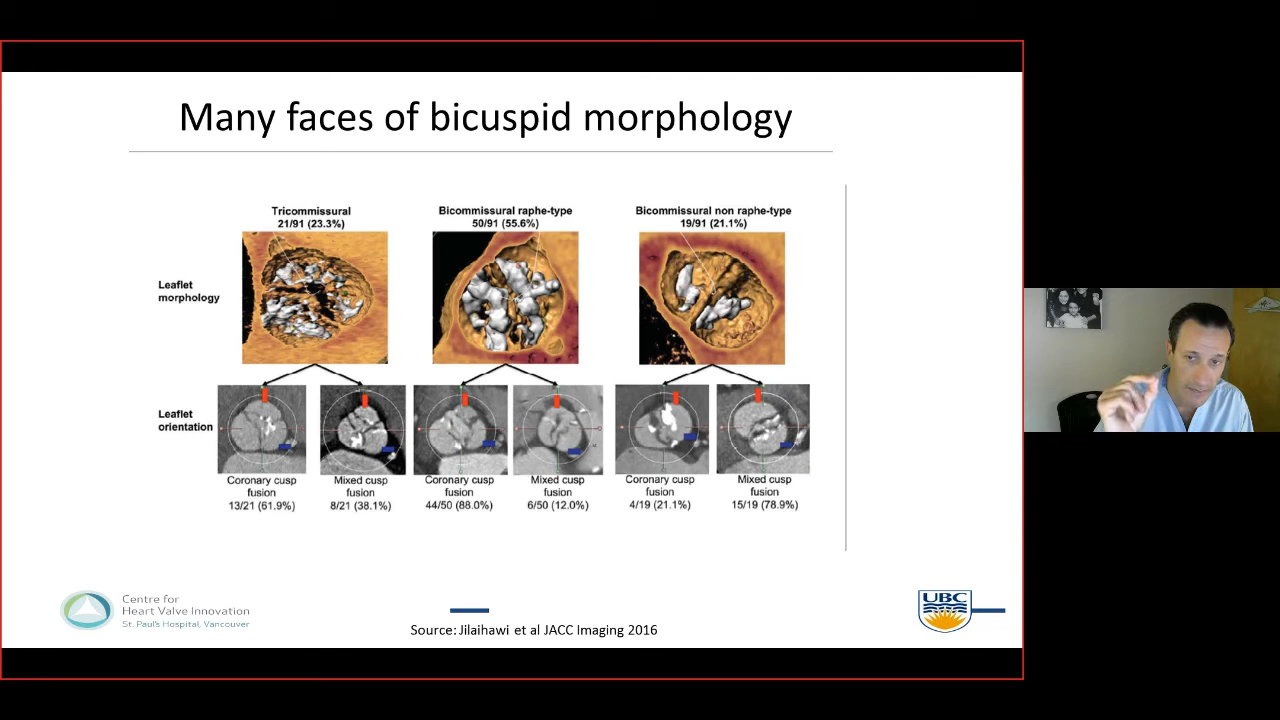 Many faces of bicuspid morphology
Tricommissural
21/91 (23.3%)
Bicommissural raphe-type
50/91 (55.6%)
Bicommissural non raphe-type
19/91 (21.1%)
Leaflet
morphology
Leaflet
orientation
Coronary cusp
fusion
13/21 (61.9%)
Mixed cusp
fusion
8/21 (38.1%)
Coronary cusp
fusion
44/50 (88.0%)
Mixed cusp
fusion
6/50 (12.0%)
Coronary cusp
fusion
4/19 (21.1%)
Mixed cusp
fusion
15/19 (78.9%)
Centre for
Heart Valve Innovation
St. Paul's Hospital, Vancouver
Source: Jilaihawi et al JACC Imaging 2016
UBC